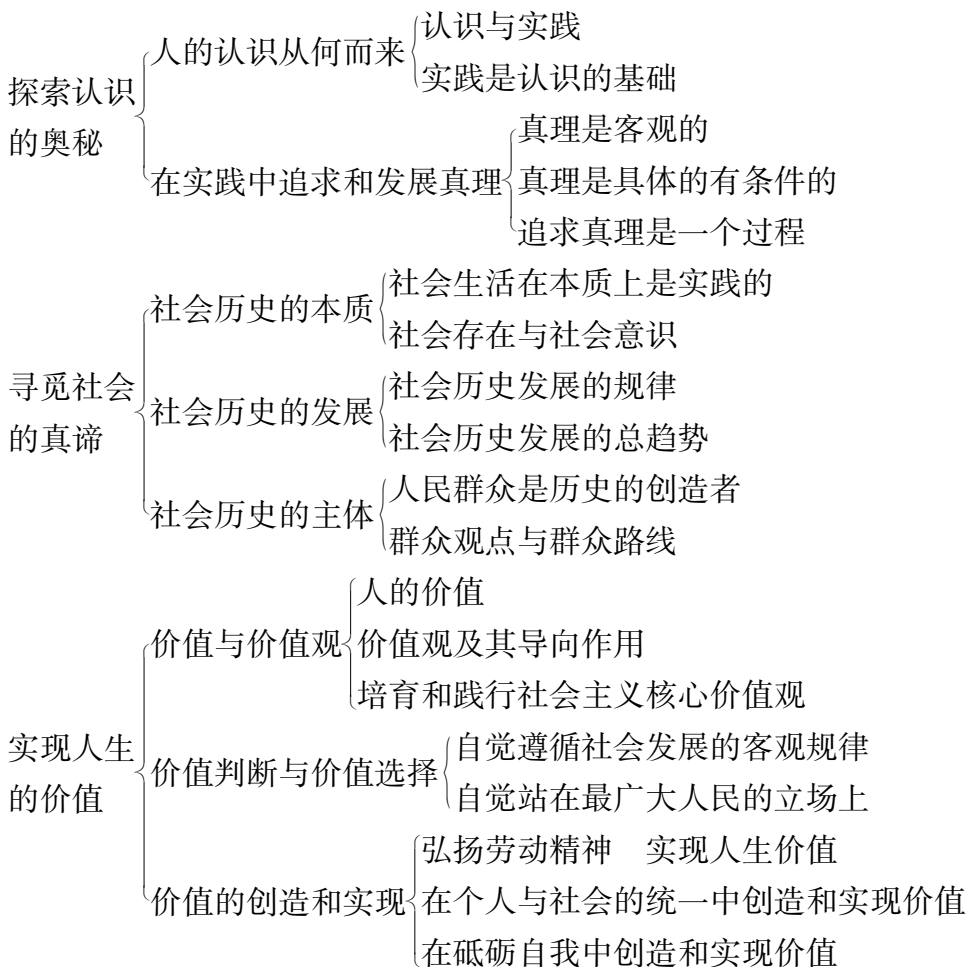 探索认识
的奥秘
人的认识从何而来
认识与实践
实践是认识的基础
在实践中追求和发展真理
真理是客观的
真理是具体的有条件的
追求真理是一个过程
寻觅社会
的真谛
社会历史的本质
社会生活在本质上是实践的
社会存在与社会意识
社会历史的发展
社会历史发展的规律
社会历史发展的总趋势
社会历史的主体
人民群众是历史的创造者
群众观点与群众路线
实现人生
的价值
价值与价值观
人的价值
价值观及其导向作用
培育和践行社会主义核心价值观
价值判断与价值选择
自觉遵循社会发展的客观规律
自觉站在最广大人民的立场上
价值的创造和实现
弘扬劳动精神　实现人生价值
在个人与社会的统一中创造和实现价值
在砥砺自我中创造和实现价值